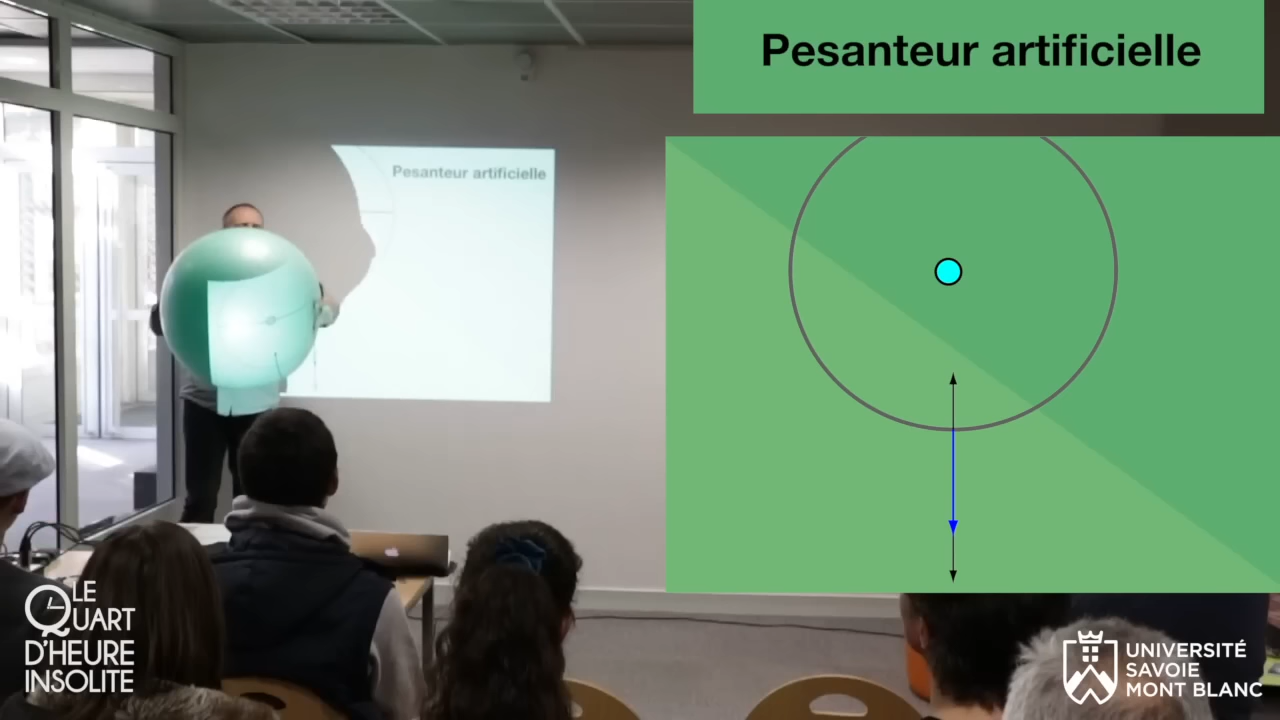 Pesanteur artificielle
Pesanteur artificielle
LE
QUART
D'HEURE
INSOLITE
UNIVERSITÉ
SAVOIE
MONT BLANC